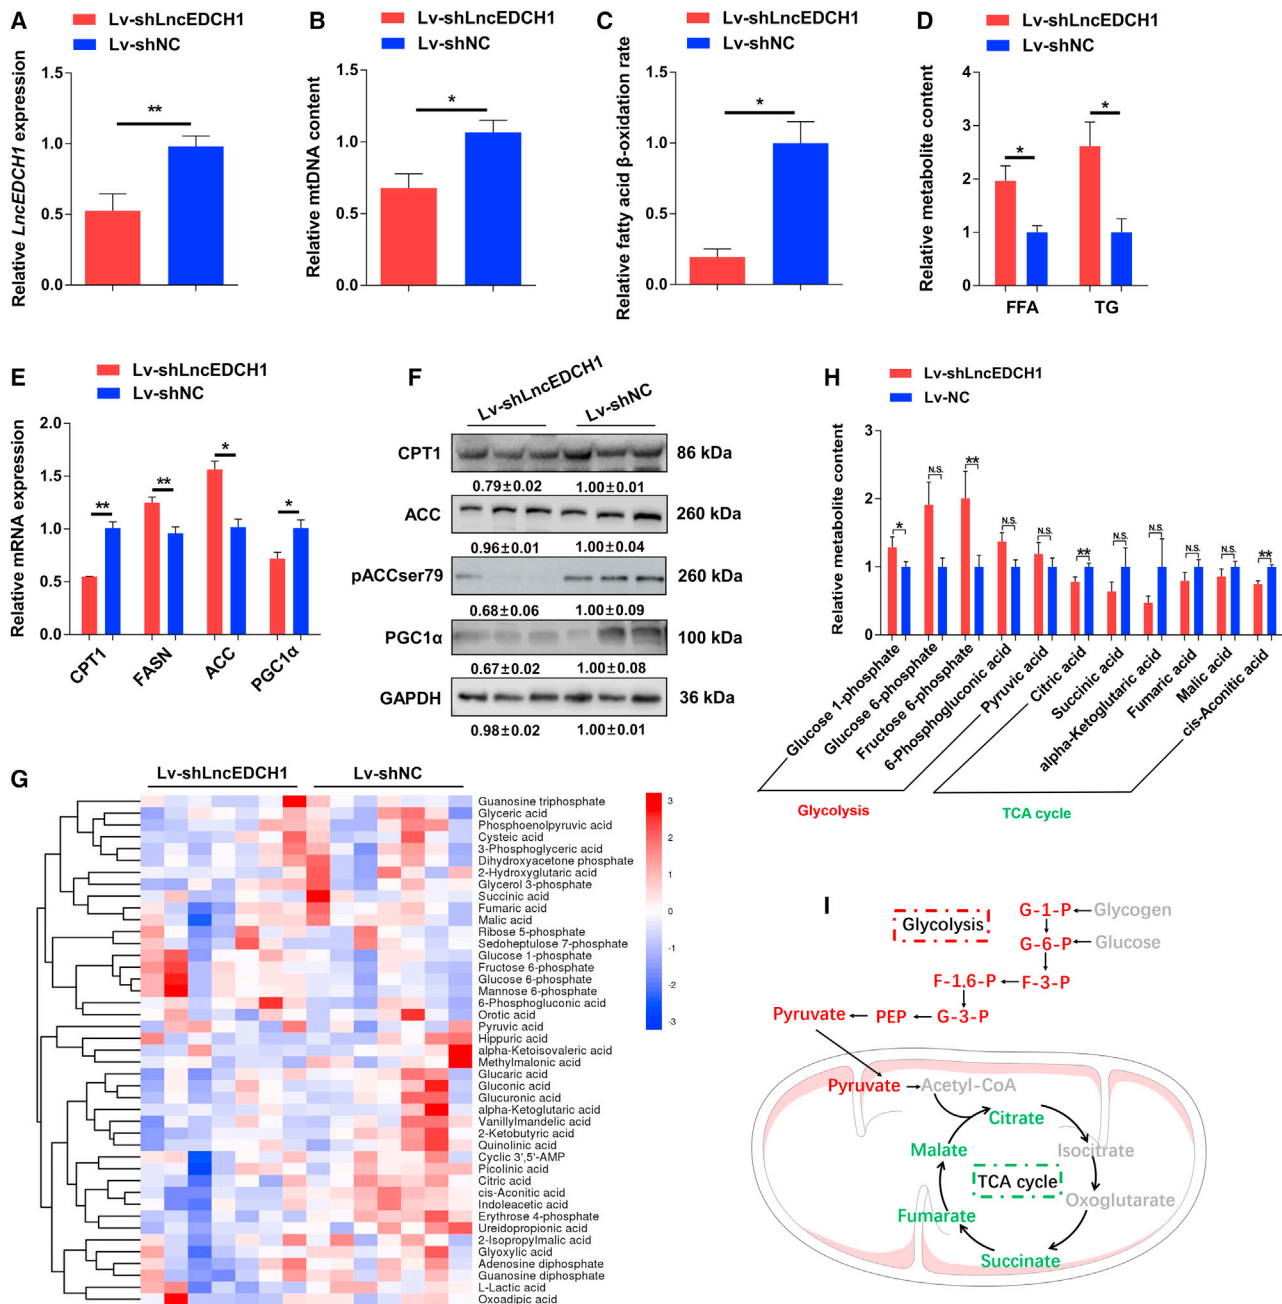 A
Lv-shLncEDCH1
Lv-shNC
Relative LncEDCH1 expression
1.5
1.0
0.5
0.0
**
B
Lv-shLncEDCH1
Lv-shNC
Relative mtDNA content
1.5
1.0
0.5
0.0
*
C
Lv-shLncEDCH1
Lv-shNC
Relative fatty acid β-oxidation rate
1.5
1.0
0.5
0.0
*
D
Lv-shLncEDCH1
Lv-shNC
Relative metabolite content
4
3
2
1
0
*
*
FFA
TG
E
Lv-shLncEDCH1
Lv-shNC
Relative mRNA expression
2.0
1.5
1.0
0.5
0.0
**
**
*
*
CPT1
FASN
ACC
PGC1α
F
Lv-shLncEDCH1
Lv-shNC
CPT1
86 kDa
0.79±0.02
1.00±0.01
ACC
260 kDa
0.96±0.01
1.00±0.04
pACCser79
260 kDa
0.68±0.06
1.00±0.09
PGC1α
100 kDa
0.67±0.02
1.00±0.08
GAPDH
36 kDa
0.98±0.02
1.00±0.01
H
Lv-shLncEDCH1
Lv-NC
Relative metabolite content
3
2
1
0
*
N.S.
**
N.S.
N.S.
**
N.S.
N.S.
N.S.
N.S.
**
Glucose 1-phosphate
Glucose 6-phosphate
Fructose 6-phosphate
6-Phosphogluconic acid
Pyruvic acid
Citric acid
Succinic acid
alpha-Ketoglutaric acid
Fumaric acid
Malic acid
cis-Aconitic acid
Glycolysis
TCA cycle
G
Lv-shLncEDCH1
Lv-shNC
Guanosine triphosphate
Glyceric acid
Phosphoenolpyruvic acid
Cysteic acid
3-Phosphoglyceric acid
Dihydroxyacetone phosphate
2-Hydroxyglutaric acid
Glycerol 3-phosphate
Succinic acid
Fumaric acid
Malic acid
Ribose 5-phosphate
Sedoheptulose 7-phosphate
Glucose 1-phosphate
Fructose 6-phosphate
Glucose 6-phosphate
Mannose 6-phosphate
6-Phosphogluconic acid
Orotic acid
Pyruvic acid
Hippuric acid
alpha-Ketoisovaleric acid
Methylmalonic acid
Glucaric acid
Gluconic acid
Glucuronic acid
alpha-Ketoglutaric acid
Vanillylmandelic acid
2-Ketobutyric acid
Quinolinic acid
Cyclic 3',5'-AMP
Picolinic acid
Citric acid
cis-Aconitic acid
Indoleacetic acid
Erythrose 4-phosphate
Ureidopropionic acid
2-Isopropylmalic acid
Glyoxylic acid
Adenosine diphosphate
Guanosine diphosphate
L-Lactic acid
Oxoadipic acid
3
2
1
0
-1
-2
-3
I
Glycolysis
G-1-P
Glycogen
G-6-P
Glucose
F-1,6-P
F-3-P
Pyruvate
PEP
G-3-P
Pyruvate
Acetyl-CoA
Citrate
Malate
Isocitrate
TCA cycle
Oxoglutarate
Fumarate
Succinate